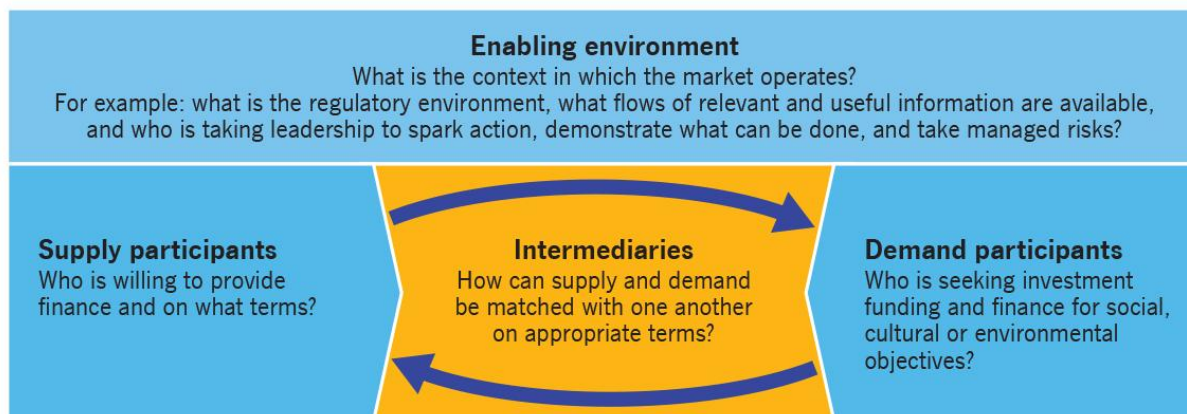 Enabling environment
What is the context in which the market operates?
For example: what is the regulatory environment, what flows of relevant and useful information are available,
and who is taking leadership to spark action, demonstrate what can be done, and take managed risks?
Supply participants
Who is willing to provide
finance and on what terms?
Intermediaries
How can supply and demand
be matched with one another
on appropriate terms?
Demand participants
Who is seeking investment
funding and finance for social,
cultural or environmental
objectives?